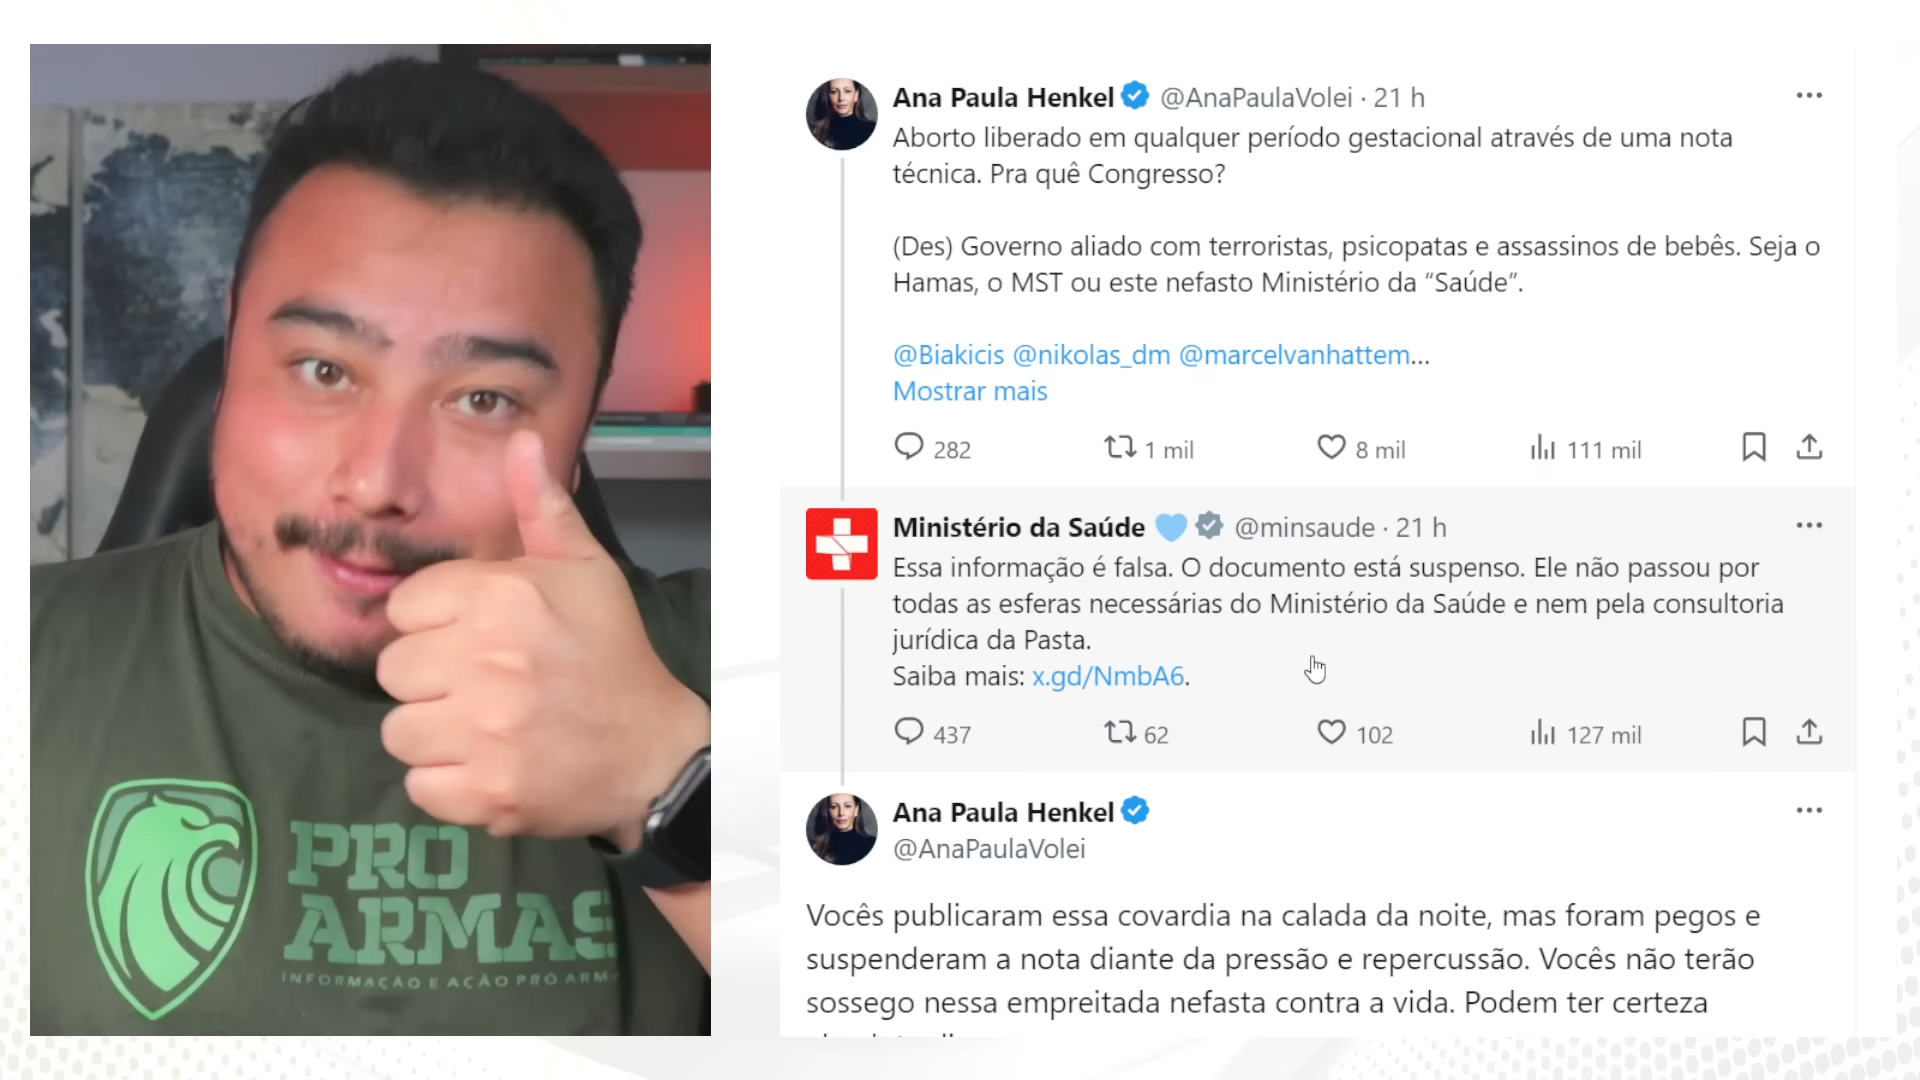 PRO
ARMAS
INFORMAÇÃO E AÇÃO PRÓ ARM
Ana Paula Henkel @AnaPaulaVolei · 21 h
Aborto liberado em qualquer período gestacional através de uma nota
técnica. Pra quê Congresso?
(Des) Governo aliado com terroristas, psicopatas e assassinos de bebês. Seja o
Hamas, o MST ou este nefasto Ministério da “Saúde”.
@Biakicis @nikolas_dm @marcelvanhattem...
Mostrar mais
282 1 mil 8 mil 111 mil
Ministério da Saúde 🩵 @minsaude · 21 h
Essa informação é falsa. O documento está suspenso. Ele não passou por
todas as esferas necessárias do Ministério da Saúde e nem pela consultoria
jurídica da Pasta.
Saiba mais: x.gd/NmbA6.
437 62 102 127 mil
Ana Paula Henkel
@AnaPaulaVolei
Vocês publicaram essa covardia na calada da noite, mas foram pegos e
suspenderam a nota diante da pressão e repercussão. Vocês não terão
sossego nessa empreitada nefasta contra a vida. Podem ter certeza